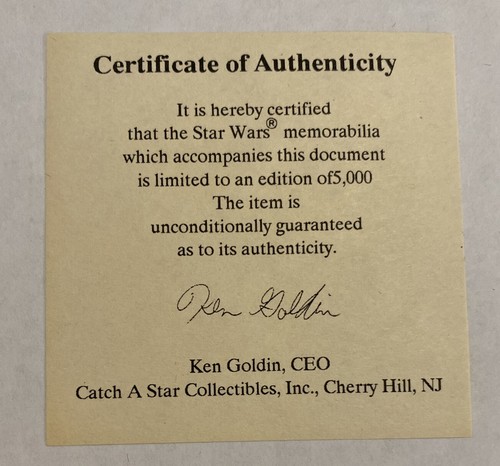 Certificate of Authenticity
It is hereby certified
that the Star Wars® memorabilia
which accompanies this document
is limited to an edition of5,000
The item is
unconditionally guaranteed
as to its authenticity.
Ken Goldin
Ken Goldin, CEO
Catch A Star Collectibles, Inc., Cherry Hill, NJ